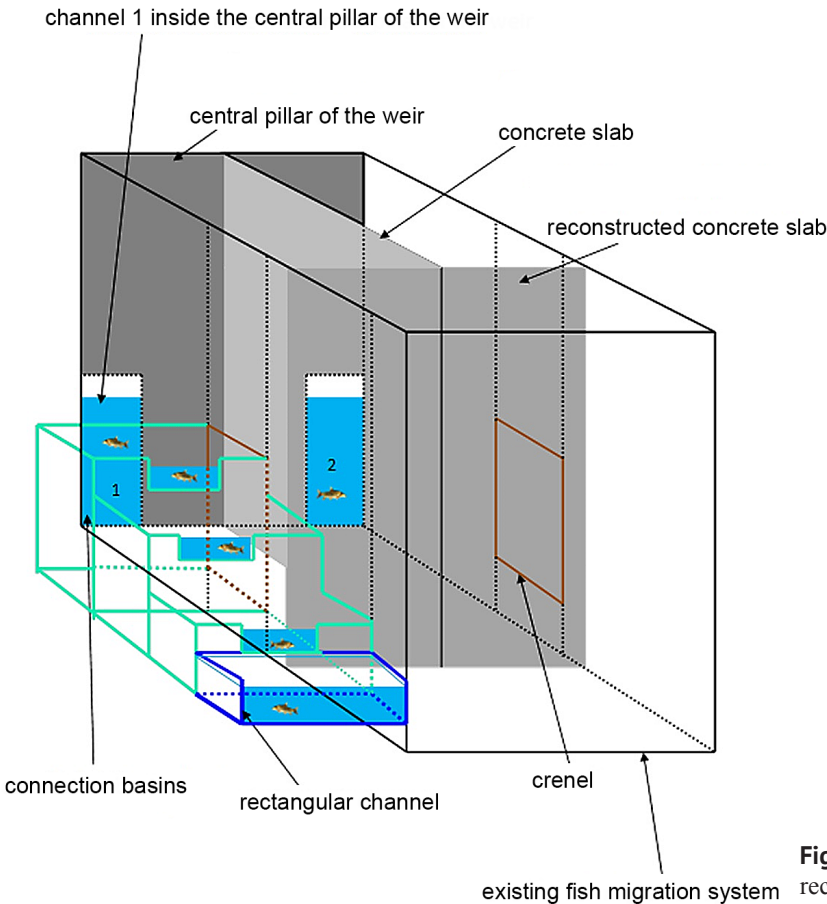 channel 1 inside the central pillar of the weir
central pillar of the weir
concrete slab
reconstructed concrete slab
1
2
connection basins
rectangular channel
crenel
existing fish migration system
Fig
rec